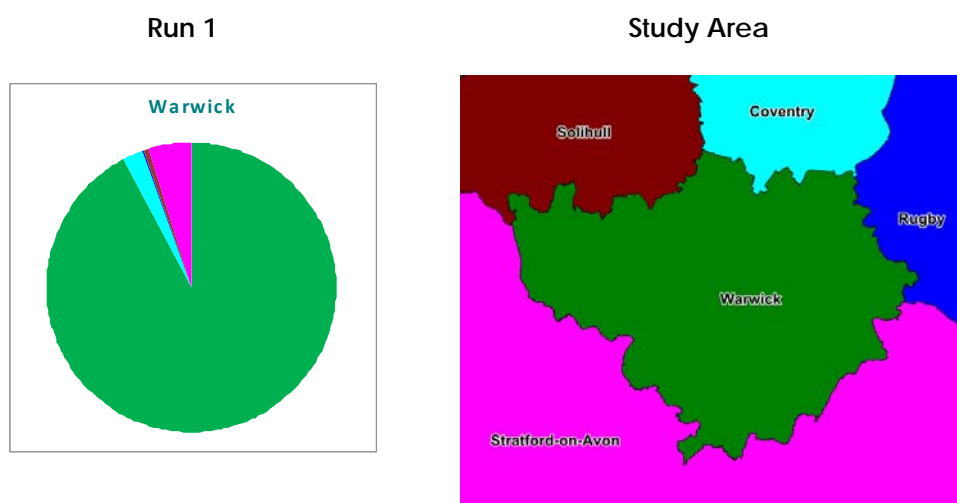 Run 1
Study Area
Warwick
Solihull
Coventry
Rugby
Warwick
Stratford-on-Avon